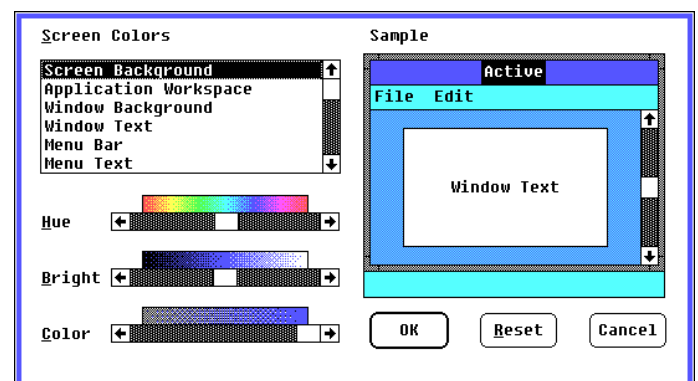 Screen Colors
Screen Background
Application Workspace
Window Background
Window Text
Menu Bar
Menu Text
Hue
Bright
Color
Sample
Active
File Edit
Window Text
OK
Reset
Cancel